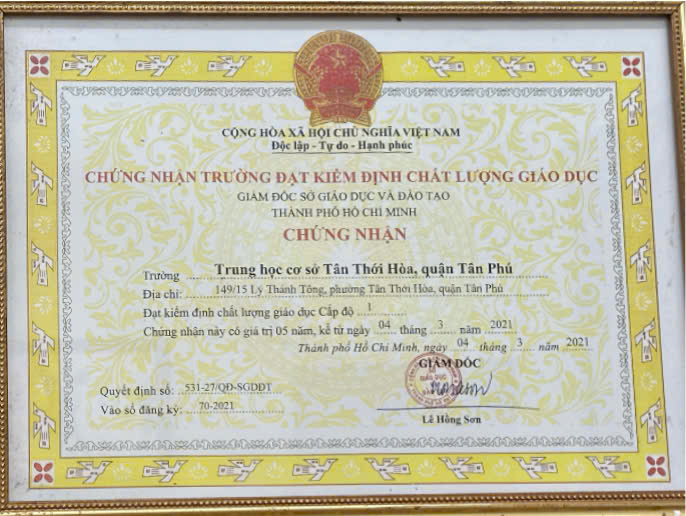 CỘNG HÒA XÃ HỘI CHỦ NGHĨA VIỆT NAM
Độc lập - Tự do - Hạnh phúc
CHỨNG NHẬN TRƯỜNG ĐẠT KIỂM ĐỊNH CHẤT LƯỢNG GIÁO DỤC
GIÁM ĐỐC SỞ GIÁO DỤC VÀ ĐÀO TẠO
THÀNH PHỐ HỒ CHÍ MINH
CHỨNG NHẬN
Trường Trung học cơ sở Tân Thới Hòa, quận Tân Phú
Địa chỉ: 149/15 Lý Thánh Tông, phường Tân Thới Hòa, quận Tân Phú
Đạt kiểm định chất lượng giáo dục Cấp độ 1
Chứng nhận này có giá trị 05 năm, kể từ ngày 04 tháng 3 năm 2021
Thành phố Hồ Chí Minh, ngày 04 tháng 3 năm 2021
GIÁM ĐỐC
GIÁO DỤC
Quyết định số: 531-27/QĐ-SGDĐT
Vào sổ đăng ký: 70-2021
Lê Hồng Sơn